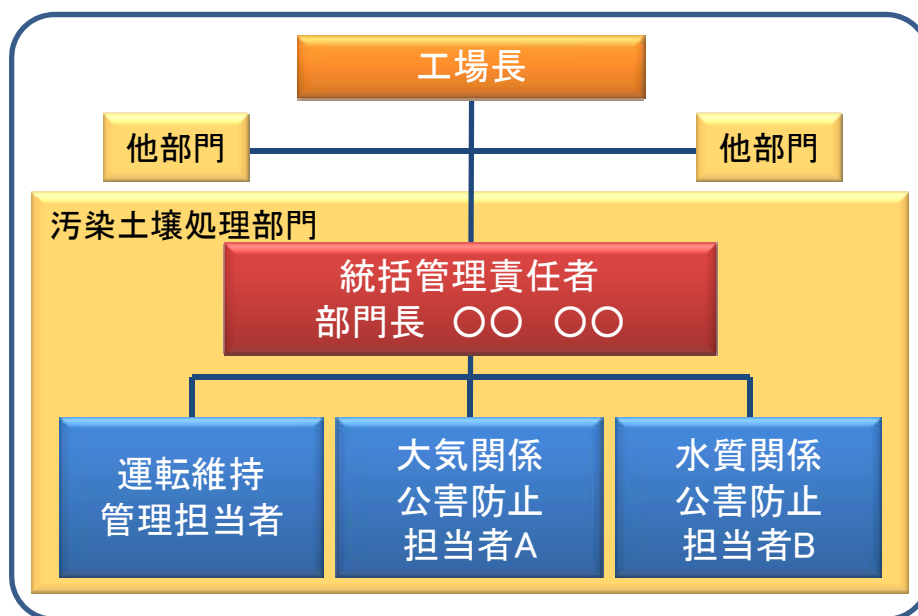 工場長
他部門
他部門
汚染土壌処理部門
統括管理責任者
部門長 〇〇 〇〇
運転維持
管理担当者
大気関係
公害防止
担当者A
水質関係
公害防止
担当者B